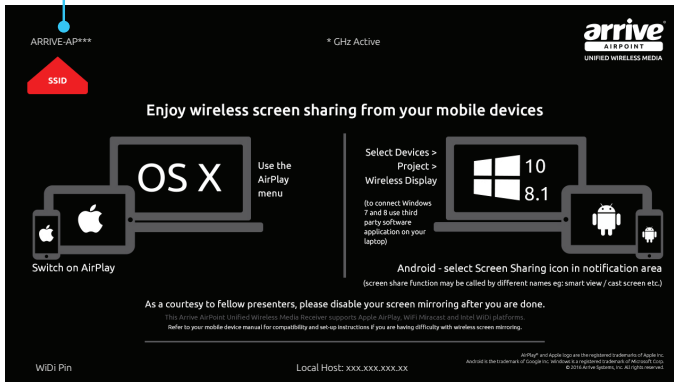 ARRIVE-AP***
* GHz Active
arrive®
AIRPOINT
UNIFIED WIRELESS MEDIA
SSID
Enjoy wireless screen sharing from your mobile devices
OS X
Use the
AirPlay
menu
Switch on AirPlay
Select Devices >
Project >
Wireless Display
(to connect Windows
7 and 8 use third
party software
application on your
laptop)
10
8.1
Android - select Screen Sharing icon in notification area
(screen share function may be called by different names eg: smart view / cast screen etc.)
As a courtesy to fellow presenters, please disable your screen mirroring after you are done.
This Arrive AirPoint Unified Wireless Media Receiver supports Apple AirPlay, WiFi Miracast and Intel WiDi platforms.
Refer to your mobile device manual for compatibility and set-up instructions if you are having difficulty with wireless screen mirroring.
WiDi Pin
Local Host: xxx.xxx.xxx.xx
AirPlay® and Apple logo are the registered trademarks of Apple Inc.
Android is the trademark of Google Inc. Windows is a registered trademark of Microsoft Corp.
© 2016 Arrive Systems, Inc. All rights reserved.